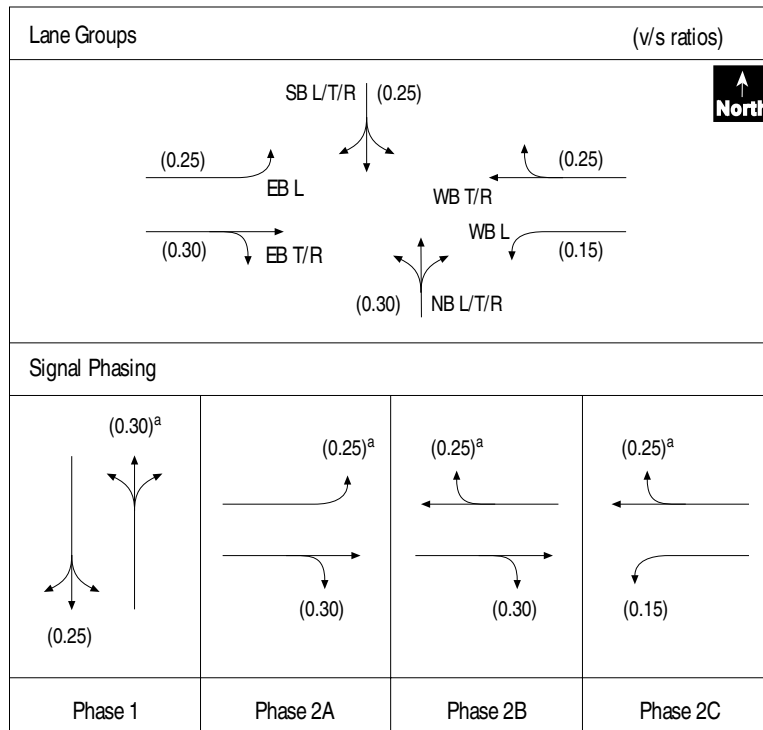 Lane Groups (v/s ratios)
SB L/T/R (0.25)
North
(0.25) (0.25)
EB L WB T/R
WB L
(0.30) EB T/R (0.15)
(0.30) NB L/T/R
Signal Phasing
(0.30)ᵃ (0.25)ᵃ (0.25)ᵃ (0.25)ᵃ
(0.25) (0.30) (0.30) (0.15)
Phase 1 Phase 2A Phase 2B Phase 2C